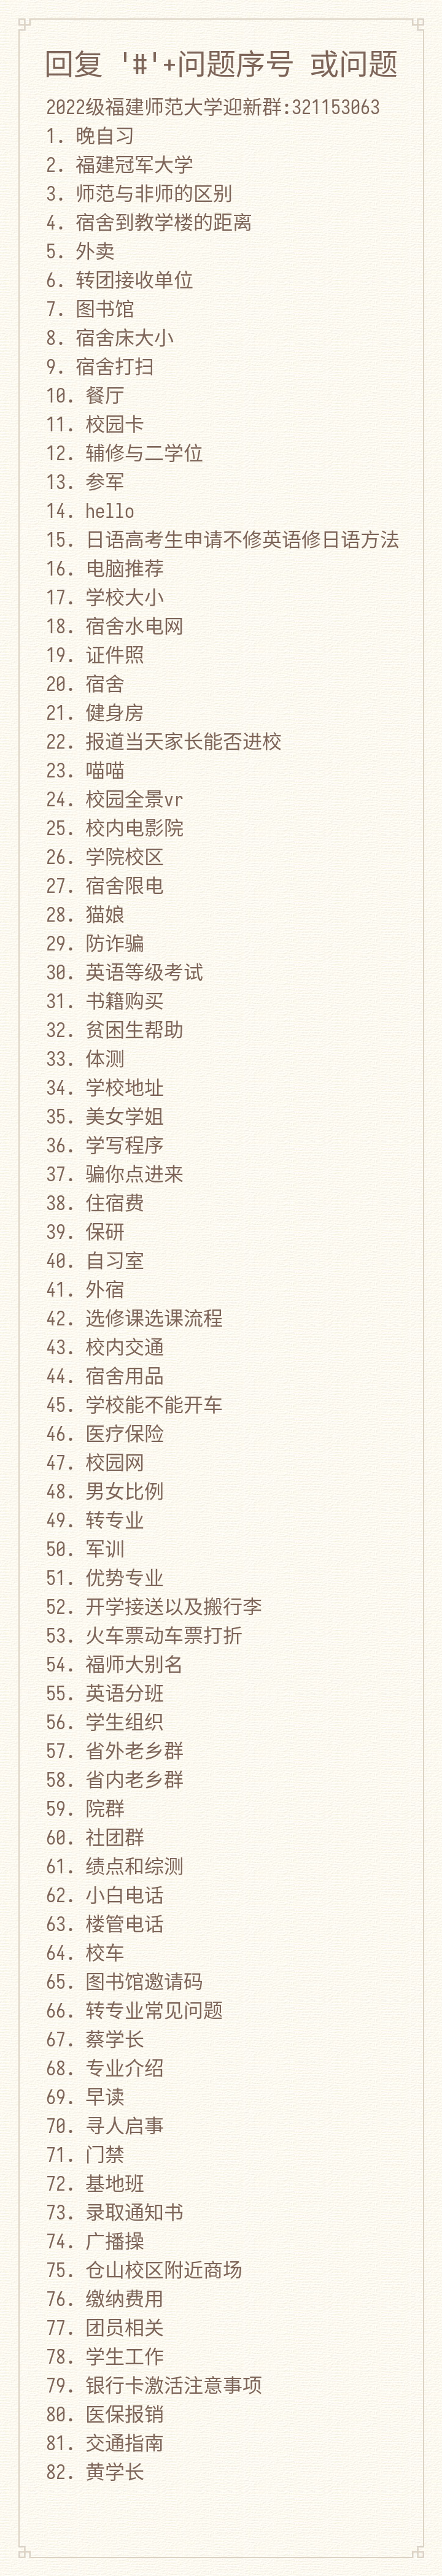 回复 '#'+问题序号 或问题
2022级福建师范大学迎新群:321153063
1. 晚自习
2. 福建冠军大学
3. 师范与非师的区别
4. 宿舍到教学楼的距离
5. 外卖
6. 转团接收单位
7. 图书馆
8. 宿舍床大小
9. 宿舍打扫
10. 餐厅
11. 校园卡
12. 辅修与二学位
13. 参军
14. hello
15. 日语高考生申请不修英语修日语方法
16. 电脑推荐
17. 学校大小
18. 宿舍水电网
19. 证件照
20. 宿舍
21. 健身房
22. 报道当天家长能否进校
23. 喵喵
24. 校园全景vr
25. 校内电影院
26. 学院校区
27. 宿舍限电
28. 猫娘
29. 防诈骗
30. 英语等级考试
31. 书籍购买
32. 贫困生帮助
33. 体测
34. 学校地址
35. 美女学姐
36. 学写程序
37. 骗你点进来
38. 住宿费
39. 保研
40. 自习室
41. 外宿
42. 选修课选课流程
43. 校内交通
44. 宿舍用品
45. 学校能不能开车
46. 医疗保险
47. 校园网
48. 男女比例
49. 转专业
50. 军训
51. 优势专业
52. 开学接送以及搬行李
53. 火车票动车票打折
54. 福师大别名
55. 英语分班
56. 学生组织
57. 省外老乡群
58. 省内老乡群
59. 院群
60. 社团群
61. 绩点和综测
62. 小白电话
63. 楼管电话
64. 校车
65. 图书馆邀请码
66. 转专业常见问题
67. 蔡学长
68. 专业介绍
69. 早读
70. 寻人启事
71. 门禁
72. 基地班
73. 录取通知书
74. 广播操
75. 仓山校区附近商场
76. 缴纳费用
77. 团员相关
78. 学生工作
79. 银行卡激活注意事项
80. 医保报销
81. 交通指南
82. 黄学长